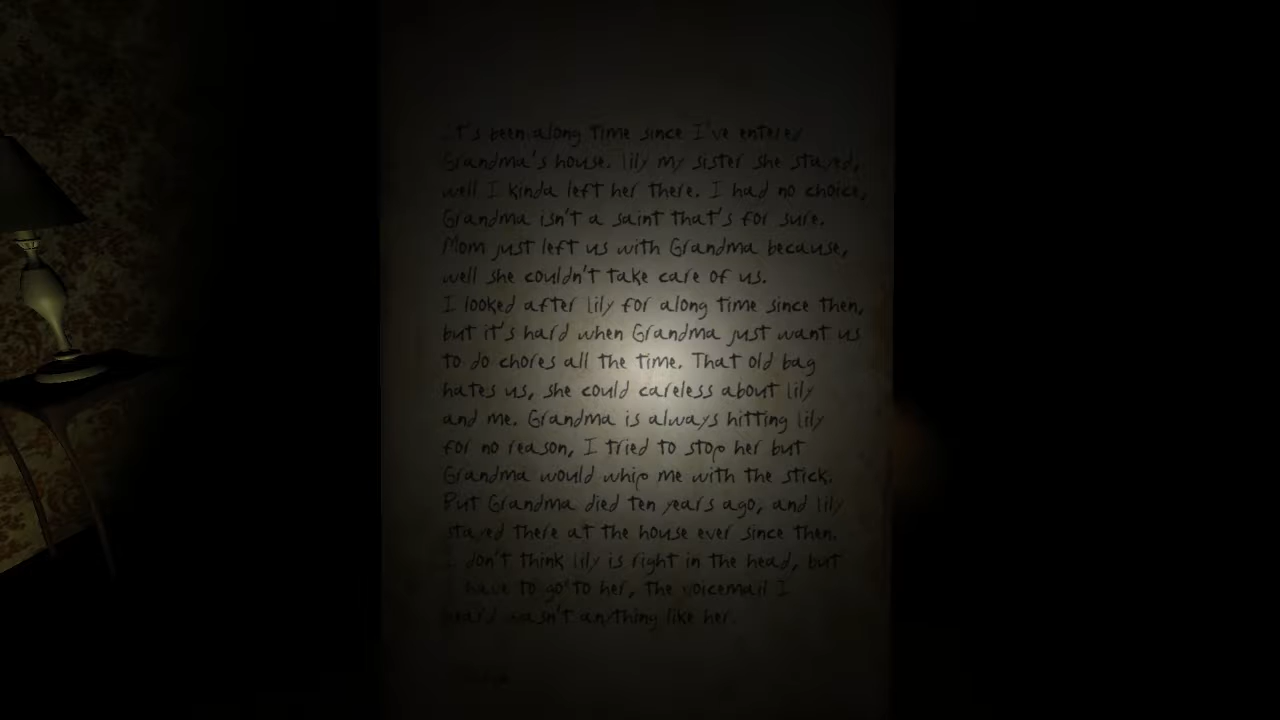 It's been along time since I've entered
Grandma's house. lily my sister she stayed,
well I kinda left her there. I had no choice,
Grandma isn't a saint that's for sure.
Mom just left us with Grandma because,
well she couldn't take care of us.
I looked after lily for along time since then,
but it's hard when Grandma just want us
to do chores all the time. That old bag
hates us, she could careless about lily
and me. Grandma is always hitting lily
for no reason, I tried to stop her but
Grandma would whip me with the stick.
But Grandma died ten years ago, and lily
stayed there at the house ever since then.
I don't think lily is right in the head, but
I have to go to her, the voicemail I
heard wasn't anything like her.